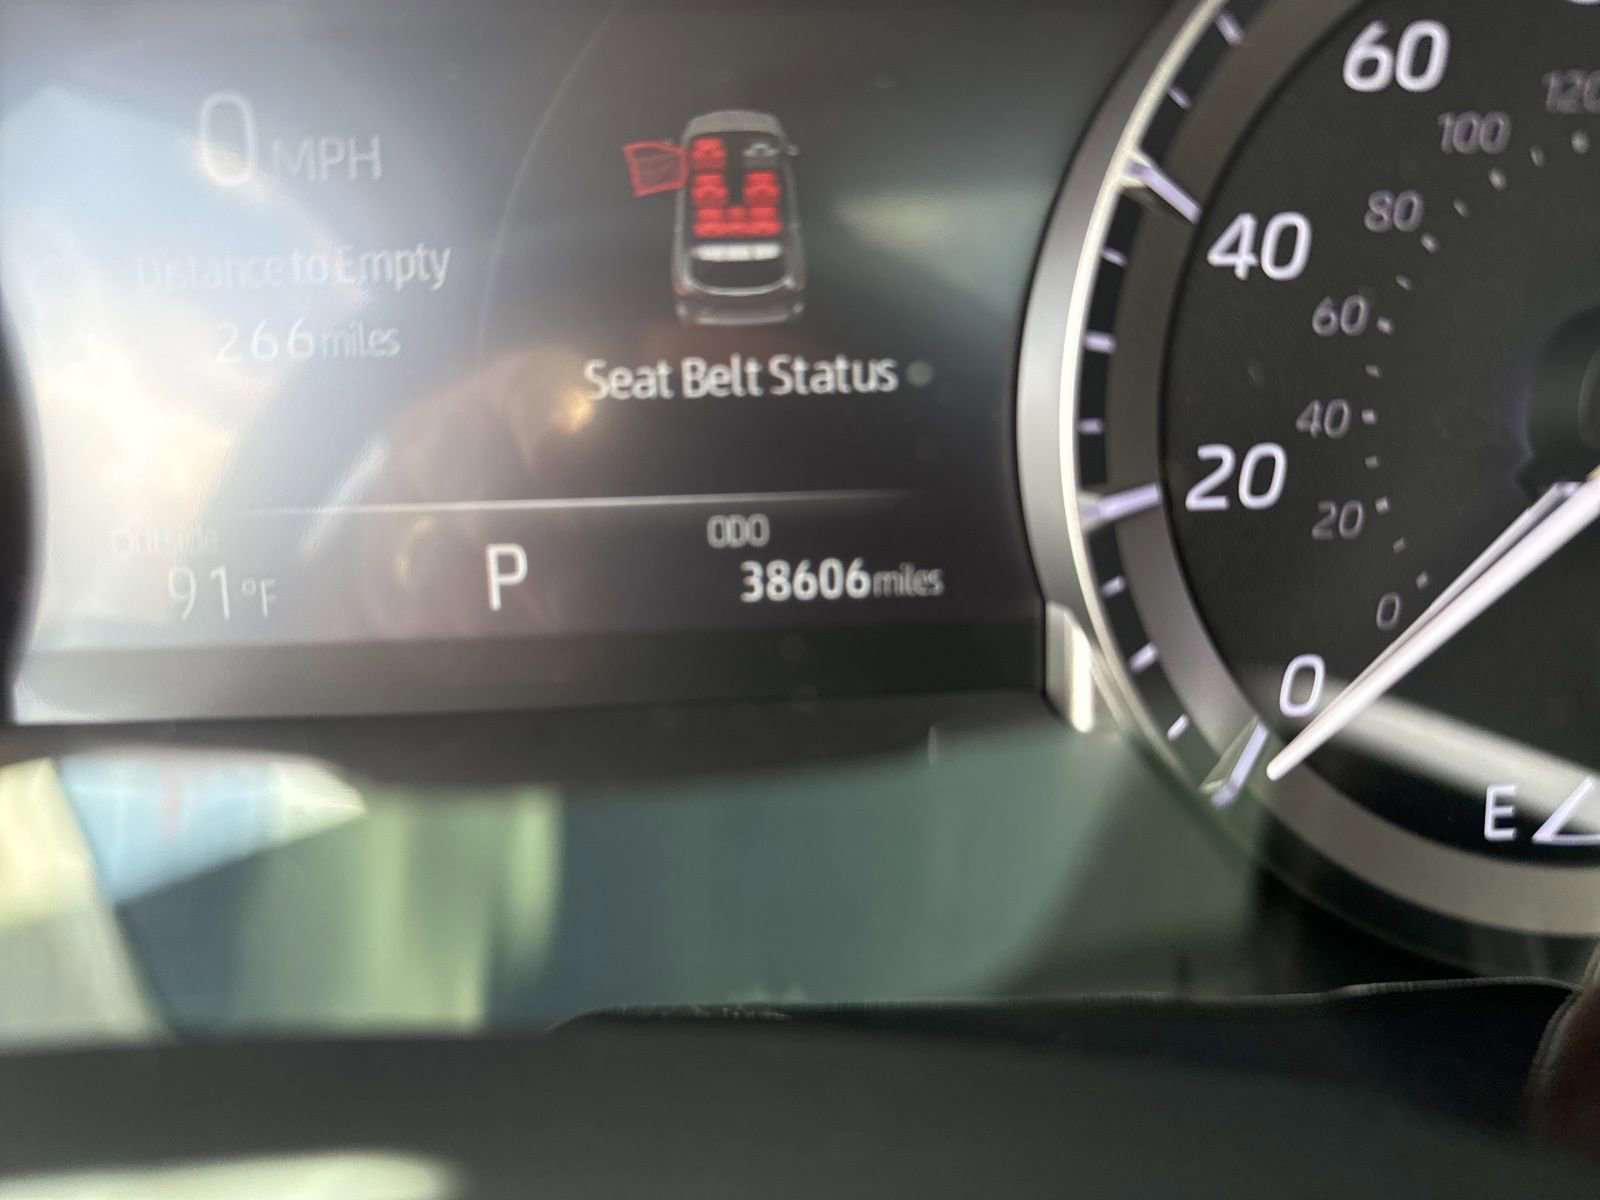 0 MPH
Distance to Empty
266 miles
Seat Belt Status
Outside
91°F
P
ODO
38606 miles
60
120
100
40
80
60
20
40
20
0
0
E